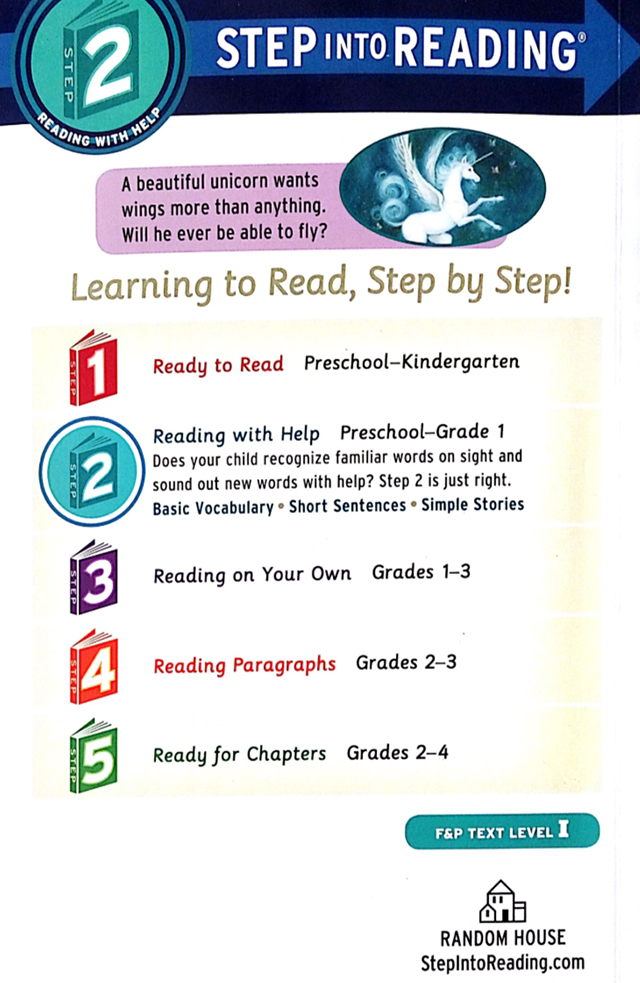 STEP 2
READING WITH HELP
STEP INTO READING®
A beautiful unicorn wants
wings more than anything.
Will he ever be able to fly?
Learning to Read, Step by Step!
STEP 1
Ready to Read Preschool–Kindergarten
STEP 2
Reading with Help Preschool–Grade 1
Does your child recognize familiar words on sight and
sound out new words with help? Step 2 is just right.
Basic Vocabulary • Short Sentences • Simple Stories
STEP 3
Reading on Your Own Grades 1–3
STEP 4
Reading Paragraphs Grades 2–3
STEP 5
Ready for Chapters Grades 2–4
F&P TEXT LEVEL I
RANDOM HOUSE
StepIntoReading.com